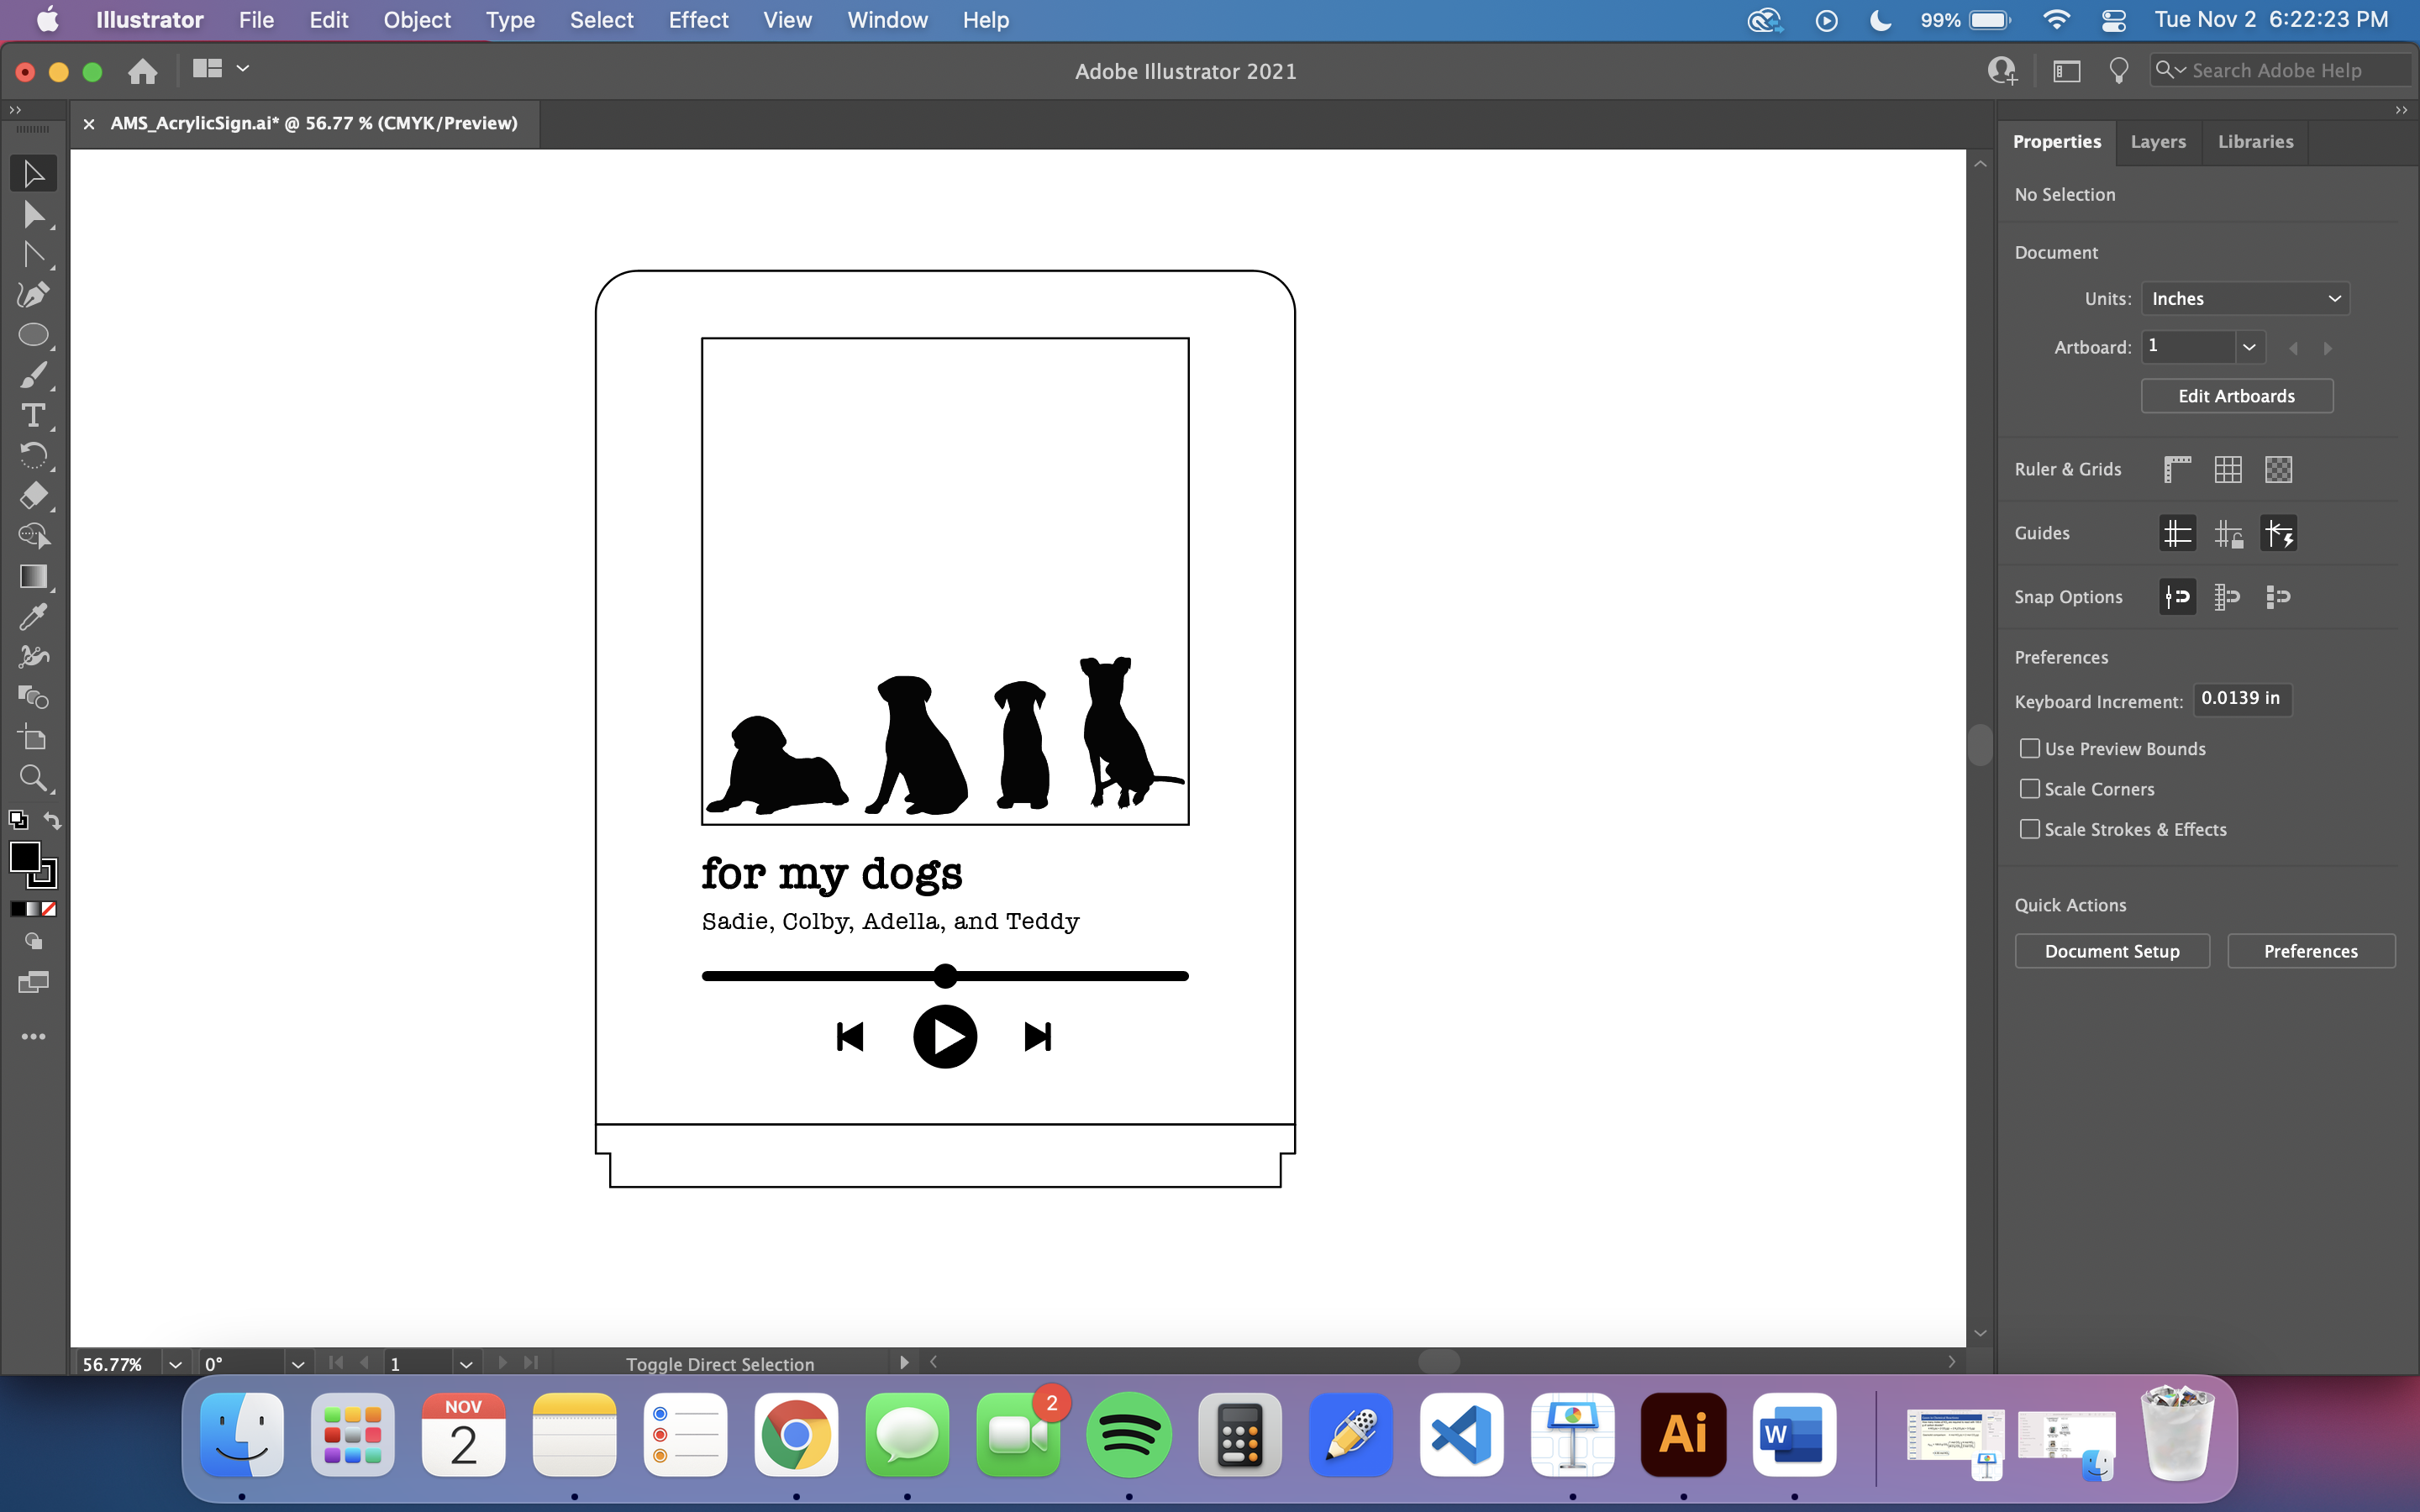 Illustrator File Edit Object Type Select Effect View Window Help 99% Tue Nov 2 6:22:23 PM
Adobe Illustrator 2021 Search Adobe Help
AMS_AcrylicSign.ai* @ 56.77 % (CMYK/Preview)
Properties Layers Libraries
No Selection
Document
Units: Inches
Artboard: 1
Edit Artboards
Ruler & Grids
Guides
Snap Options
Preferences
Keyboard Increment: 0.0139 in
Use Preview Bounds
Scale Corners
Scale Strokes & Effects
Quick Actions
Document Setup Preferences
for my dogs
Sadie, Colby, Adella, and Teddy
56.77% 0° 1 Toggle Direct Selection
NOV
2
2
Ai
W